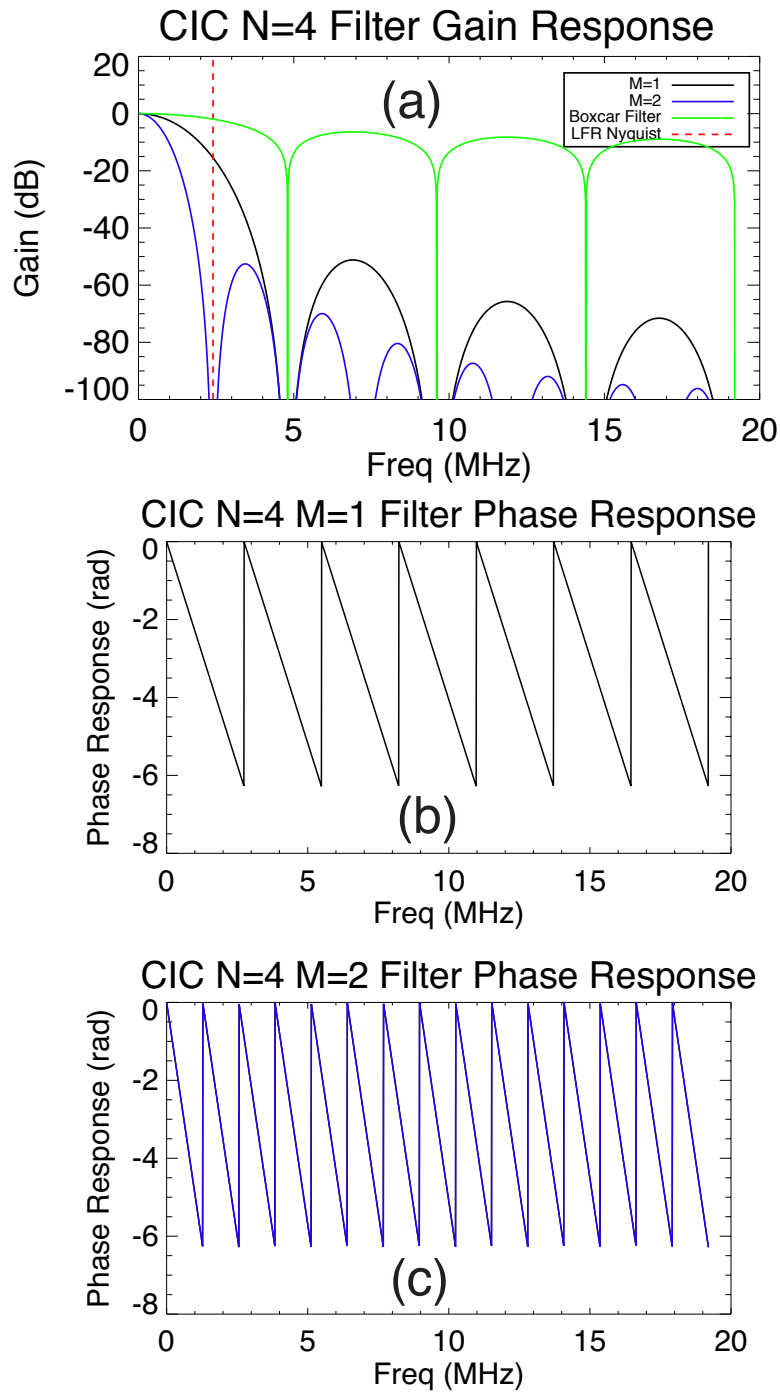 CIC N=4 Filter Gain Response
(a)
M=1
M=2
Boxcar Filter
LFR Nyquist
20
0
-20
-40
-60
-80
-100
Gain (dB)
0 5 10 15 20
Freq (MHz)
CIC N=4 M=1 Filter Phase Response
0
-2
-4
-6
-8
Phase Response (rad)
(b)
0 5 10 15 20
Freq (MHz)
CIC N=4 M=2 Filter Phase Response
0
-2
-4
-6
-8
Phase Response (rad)
(c)
0 5 10 15 20
Freq (MHz)